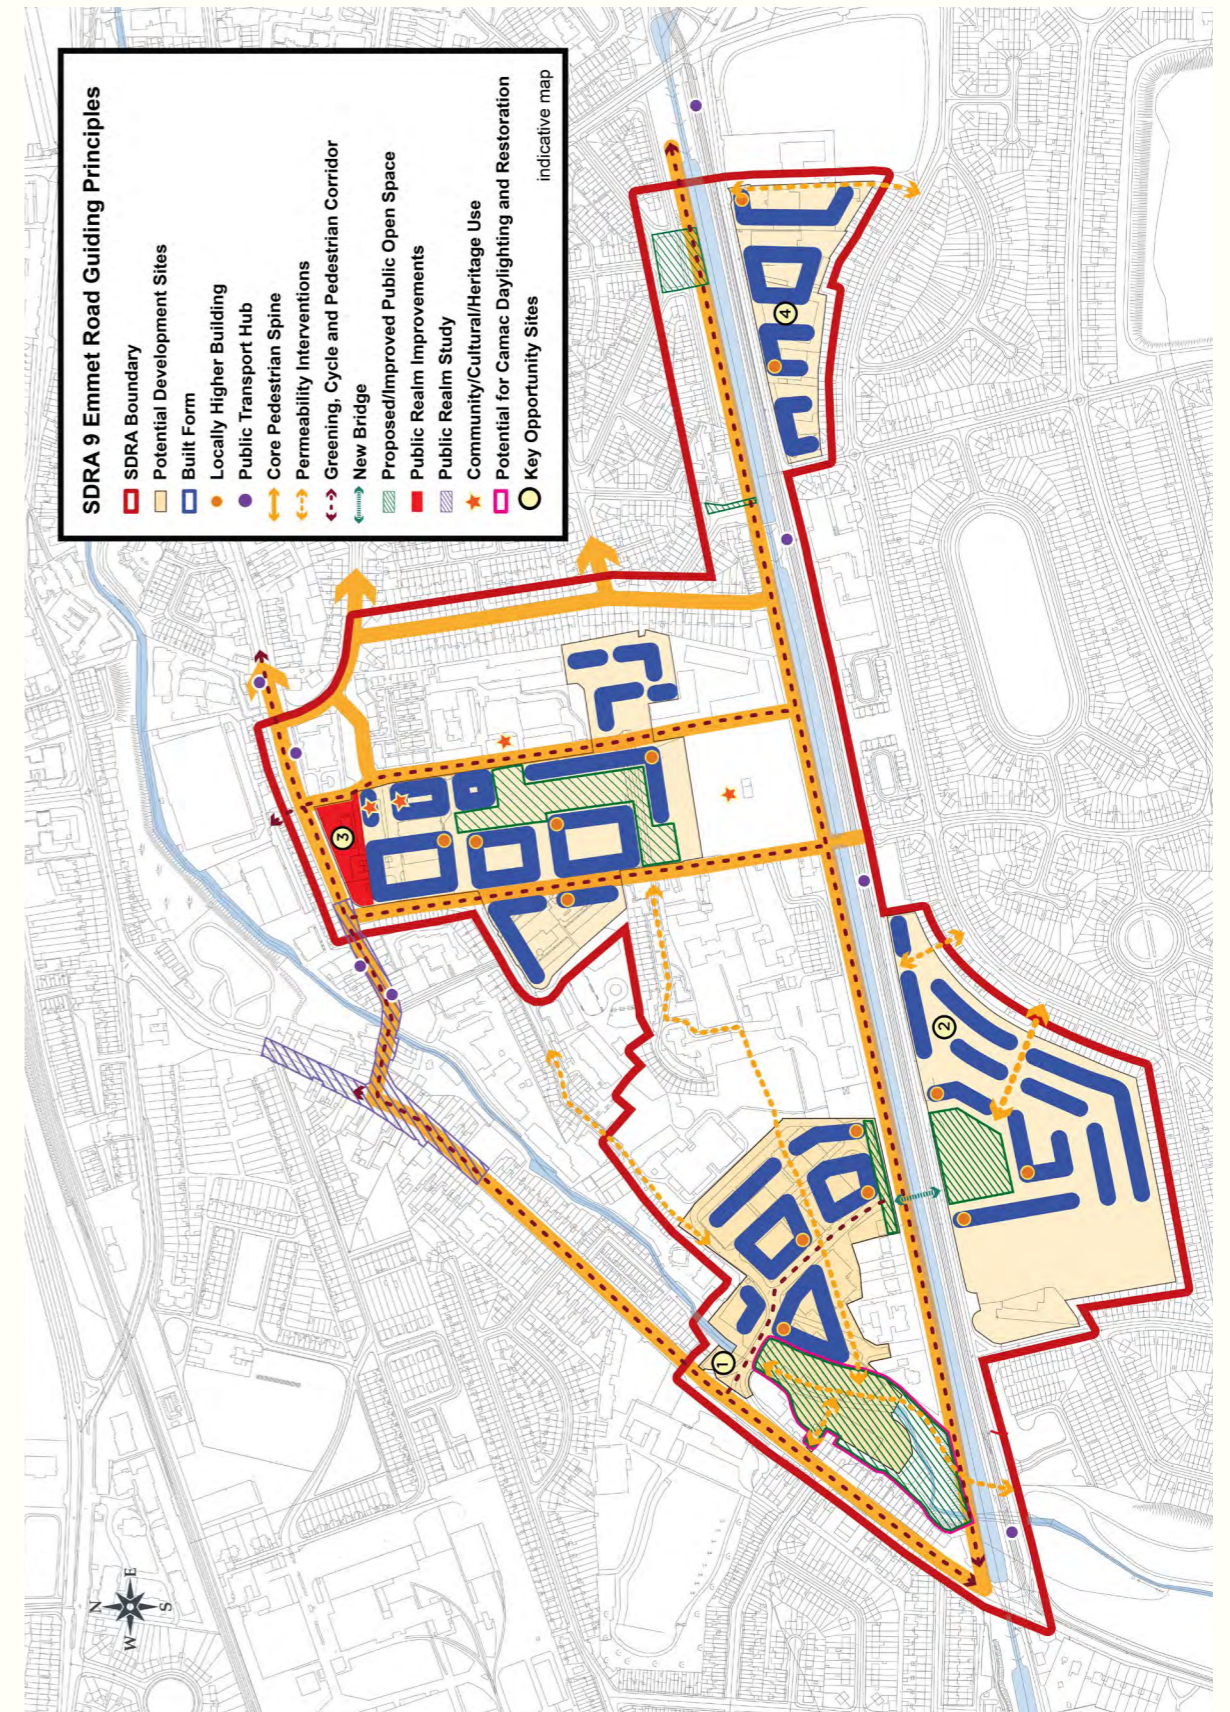 SDRA 9 Emmet Road Guiding Principles
SDRA Boundary
Potential Development Sites
Built Form
Locally Higher Building
Public Transport Hub
Core Pedestrian Spine
Permeability Interventions
Greening, Cycle and Pedestrian Corridor
New Bridge
Proposed/Improved Public Open Space
Public Realm Improvements
Public Realm Study
Community/Cultural/Heritage Use
Potential for Camac Daylighting and Restoration
Key Opportunity Sites
indicative map
N
W
E
S
1
2
3
4